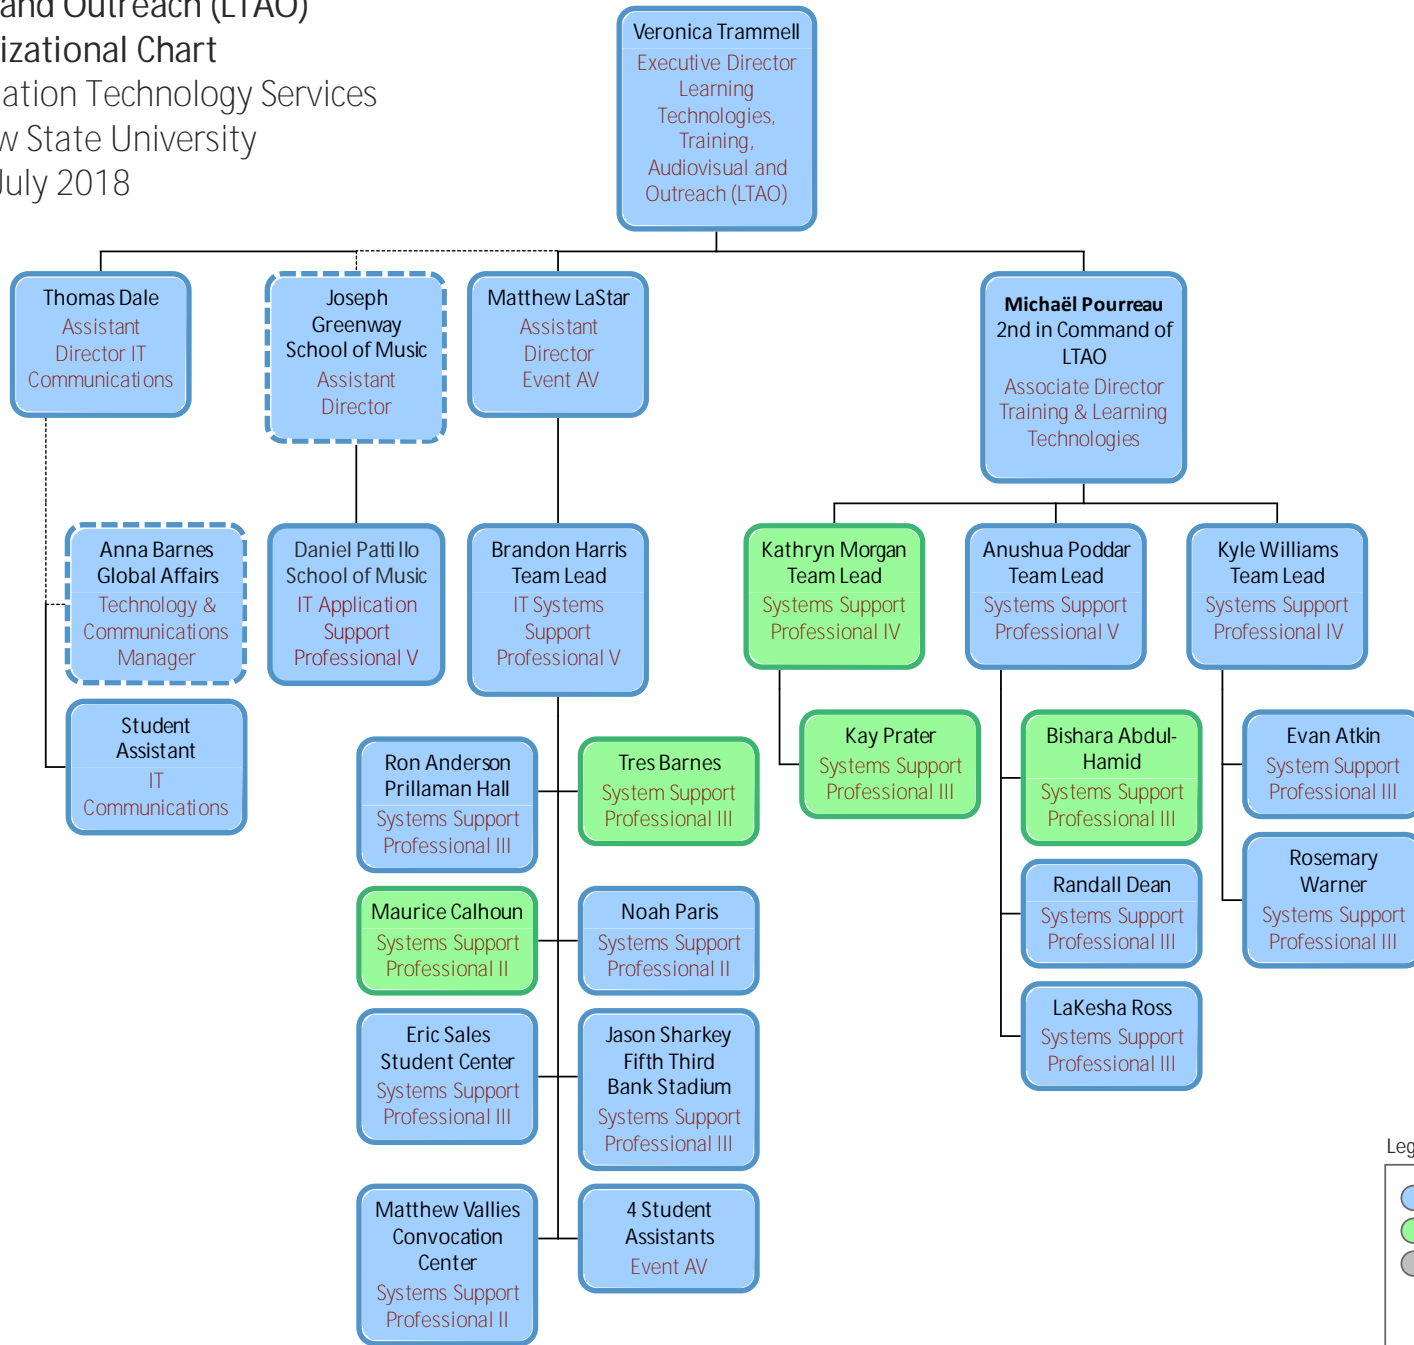 and Outreach (LTAO)
izational Chart
ation Technology Services
w State University
July 2018
Veronica Trammell
Executive Director
Learning
Technologies,
Training,
Audiovisual and
Outreach (LTAO)
Thomas Dale
Assistant
Director IT
Communications
Joseph
Greenway
School of Music
Assistant
Director
Matthew LaStar
Assistant
Director
Event AV
Michaël Pourreau
2nd in Command of
LTAO
Associate Director
Training & Learning
Technologies
Anna Barnes
Global Affairs
Technology &
Communications
Manager
Daniel Pattillo
School of Music
IT Application
Support
Professional V
Brandon Harris
Team Lead
IT Systems
Support
Professional V
Kathryn Morgan
Team Lead
Systems Support
Professional IV
Anushua Poddar
Team Lead
Systems Support
Professional V
Kyle Williams
Team Lead
Systems Support
Professional IV
Student
Assistant
IT
Communications
Ron Anderson
Prillaman Hall
Systems Support
Professional III
Tres Barnes
System Support
Professional III
Kay Prater
Systems Support
Professional III
Bishara Abdul-
Hamid
Systems Support
Professional III
Evan Atkin
System Support
Professional III
Maurice Calhoun
Systems Support
Professional II
Noah Paris
Systems Support
Professional II
Randall Dean
Systems Support
Professional III
Rosemary
Warner
Systems Support
Professional III
Eric Sales
Student Center
Systems Support
Professional III
Jason Sharkey
Fifth Third
Bank Stadium
Systems Support
Professional III
LaKesha Ross
Systems Support
Professional III
Matthew Vallies
Convocation
Center
Systems Support
Professional II
4 Student
Assistants
Event AV
Leg